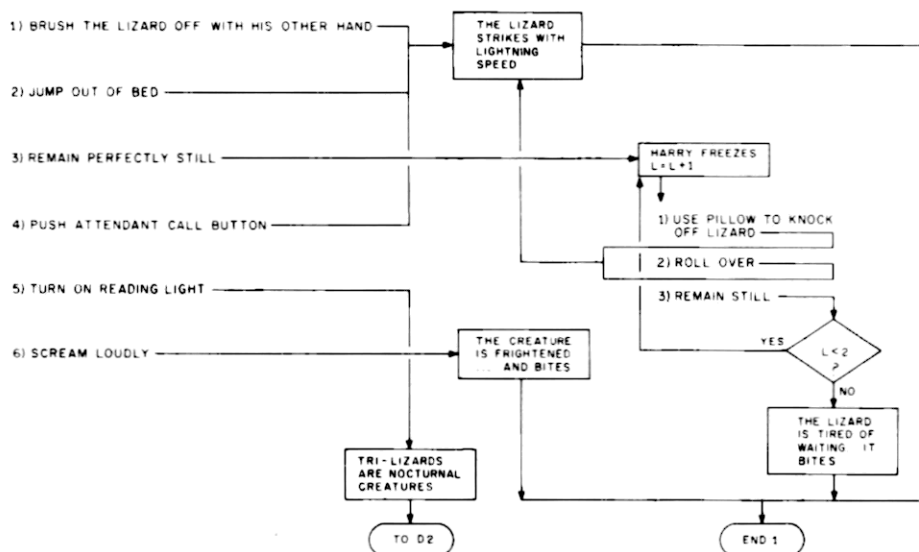 1) BRUSH THE LIZARD OFF WITH HIS OTHER HAND
THE LIZARD
STRIKES WITH
LIGHTNING
SPEED
2) JUMP OUT OF BED
3) REMAIN PERFECTLY STILL
HARRY FREEZES
L=L+1
4) PUSH ATTENDANT CALL BUTTON
1) USE PILLOW TO KNOCK
OFF LIZARD
2) ROLL OVER
5) TURN ON READING LIGHT
3) REMAIN STILL
6) SCREAM LOUDLY
THE CREATURE
IS FRIGHTENED
... AND BITES
YES
L<2
?
NO
THE LIZARD
IS TIRED OF
WAITING IT
BITES
TRI-LIZARDS
ARE NOCTURNAL
CREATURES
TO D2
END 1